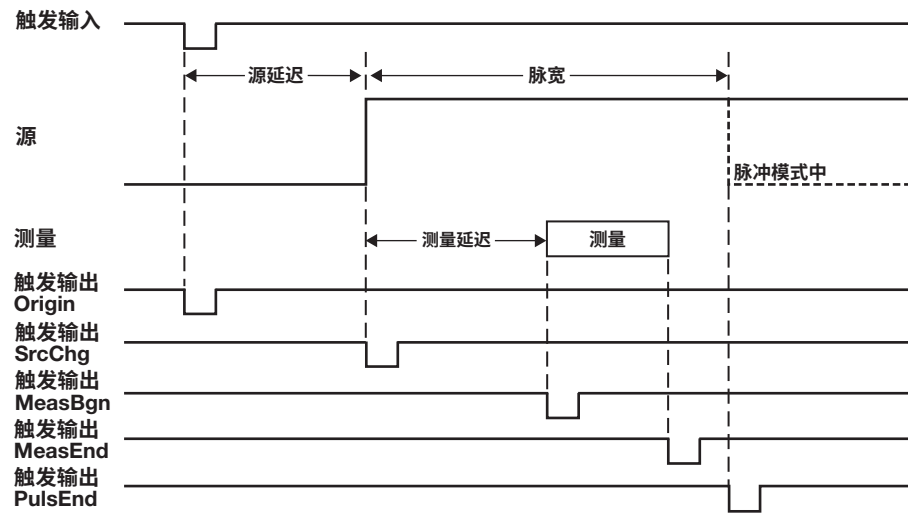 触发输入
源延迟
脉宽
源
脉冲模式中
测量
测量延迟
测量
触发输出
Origin
触发输出
SrcChg
触发输出
MeasBgn
触发输出
MeasEnd
触发输出
PulsEnd